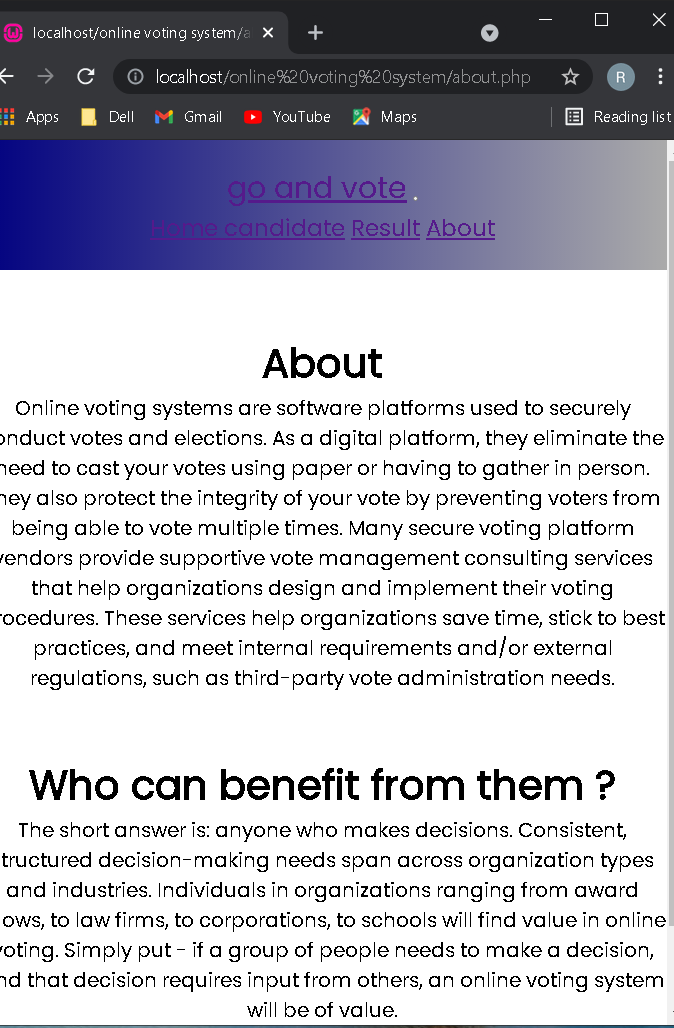 localhost/online voting system/a
localhost/online%20voting%20system/about.php
R
Apps Dell Gmail YouTube Maps Reading list
go and vote .
Home candidate Result About
About
Online voting systems are software platforms used to securely
onduct votes and elections. As a digital platform, they eliminate the
need to cast your votes using paper or having to gather in person.
hey also protect the integrity of your vote by preventing voters from
being able to vote multiple times. Many secure voting platform
vendors provide supportive vote management consulting services
that help organizations design and implement their voting
rocedures. These services help organizations save time, stick to best
practices, and meet internal requirements and/or external
regulations, such as third-party vote administration needs.
Who can benefit from them ?
The short answer is: anyone who makes decisions. Consistent,
tructured decision-making needs span across organization types
and industries. Individuals in organizations ranging from award
ows, to law firms, to corporations, to schools will find value in online
voting. Simply put - if a group of people needs to make a decision,
nd that decision requires input from others, an online voting system
will be of value.